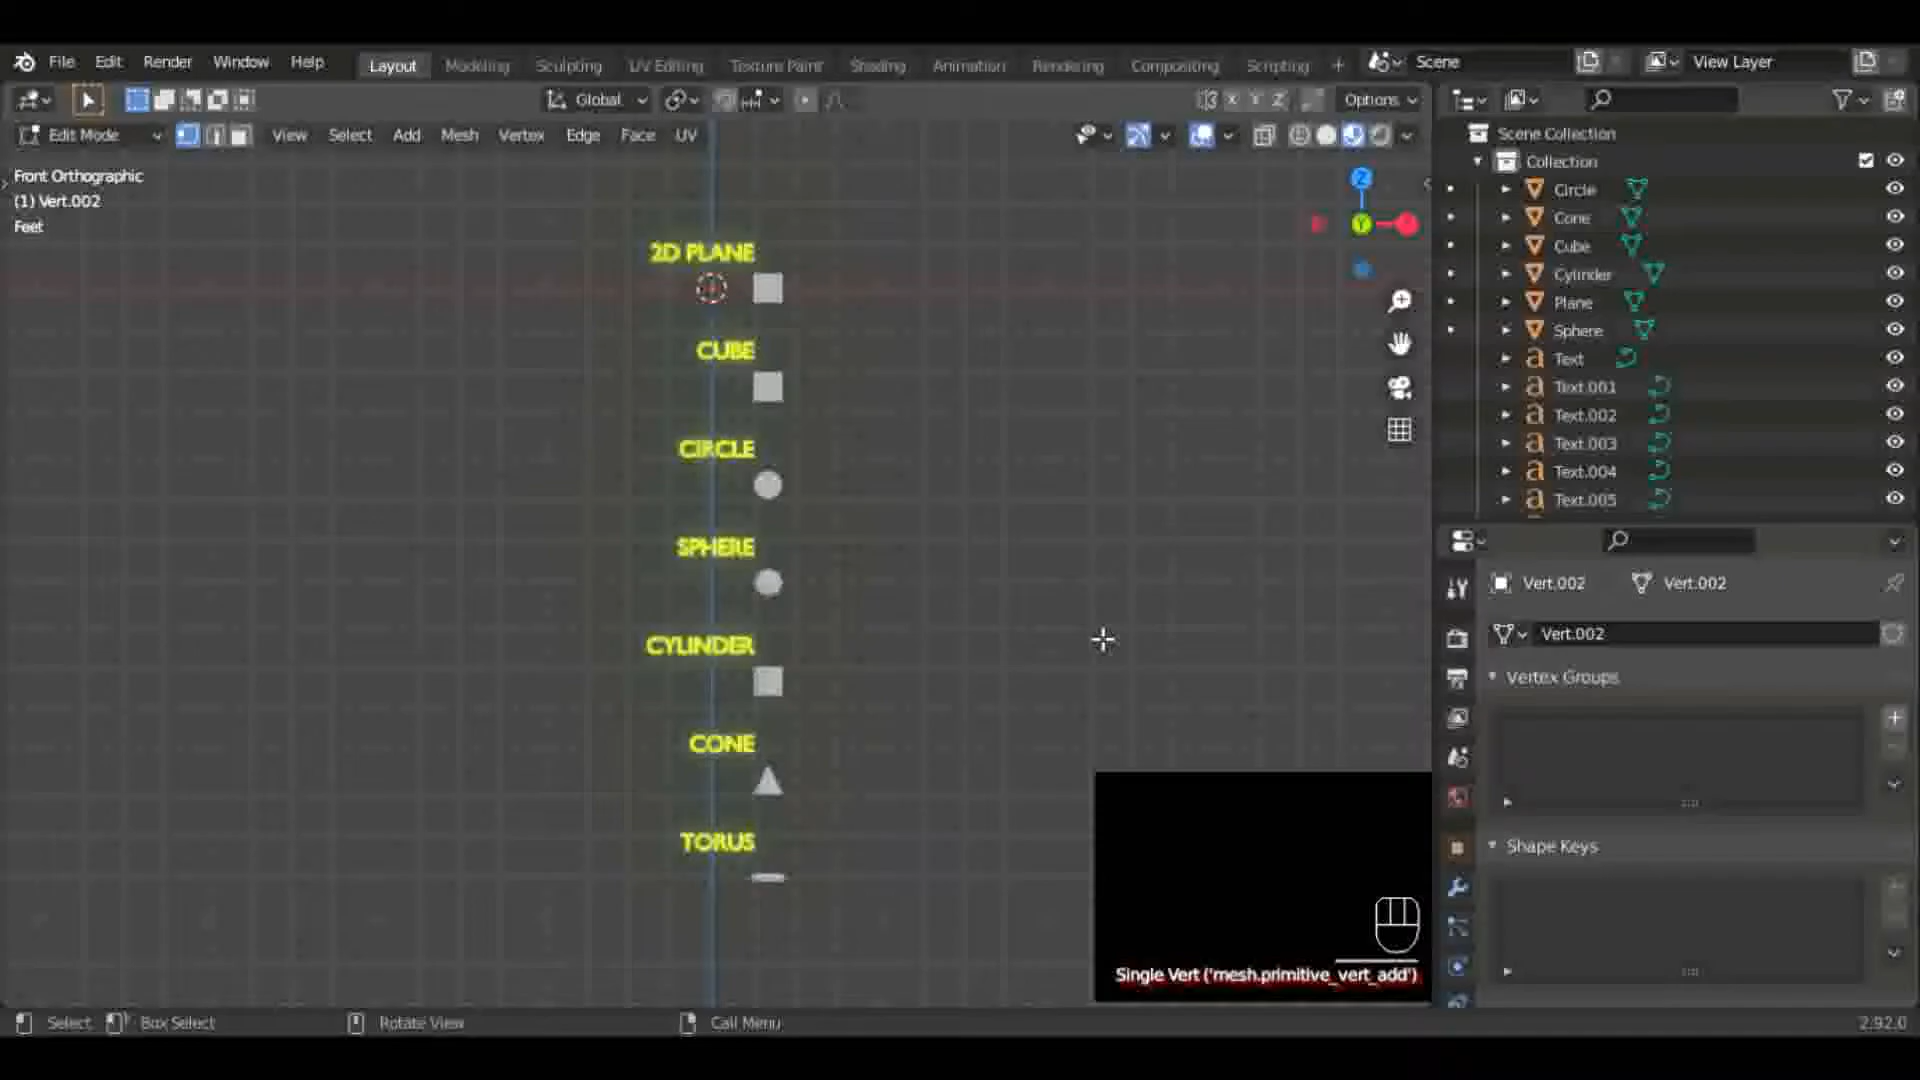 File Edit Render Window Help Layout Modeling Sculpting UV Editing Texture Paint Shading Animation Rendering Compositing Scripting + Scene View Layer
Global X Y Z Options
Edit Mode View Select Add Mesh Vertex Edge Face UV
Scene Collection
Collection
Circle
Cone
Cube
Cylinder
Plane
Sphere
Text
Text.001
Text.002
Text.003
Text.004
Text.005
Front Orthographic
(1) Vert.002
Feet
Z
Y
2D PLANE
CUBE
CIRCLE
SPHERE
CYLINDER
CONE
TORUS
Vert.002 Vert.002
Vert.002
Vertex Groups
Shape Keys
Single Vert ('mesh.primitive_vert_add')
Select Box Select Rotate View Call Menu 2.92.0